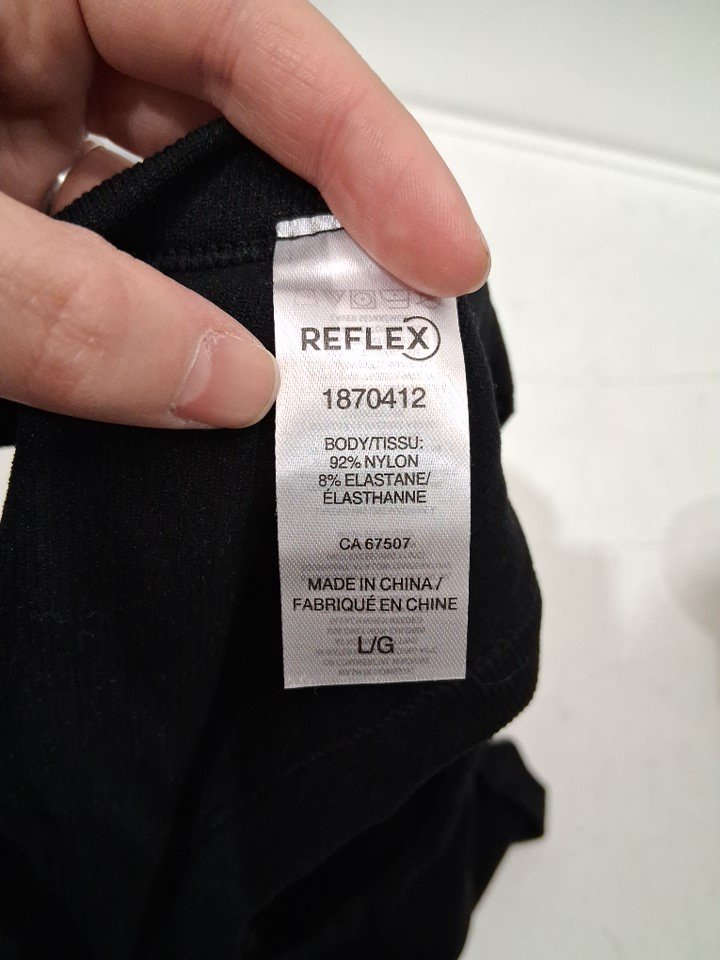 REFLEX
1870412
BODY/TISSU:
92% NYLON
8% ELASTANE/
ÉLASTHANNE
CA 67507
MADE IN CHINA /
FABRIQUÉ EN CHINE
L/G